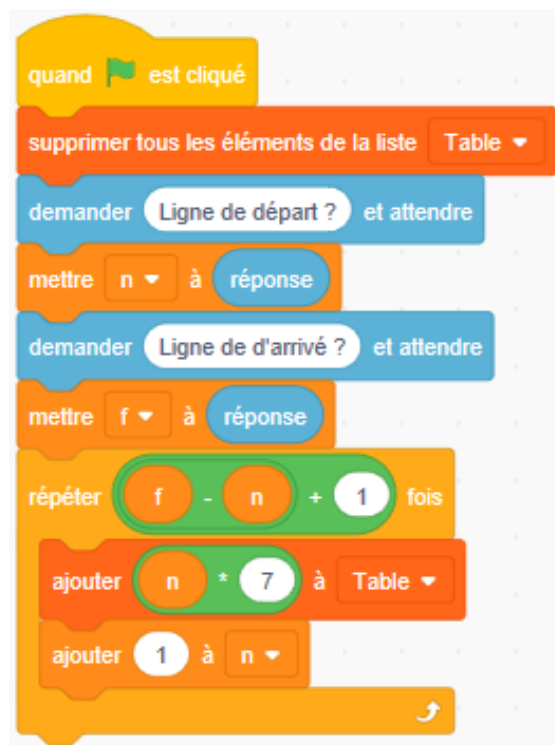 quand est cliqué
supprimer tous les éléments de la liste Table
demander Ligne de départ ? et attendre
mettre n à réponse
demander Ligne de d'arrivé ? et attendre
mettre f à réponse
répéter f - n + 1 fois
ajouter n * 7 à Table
ajouter 1 à n